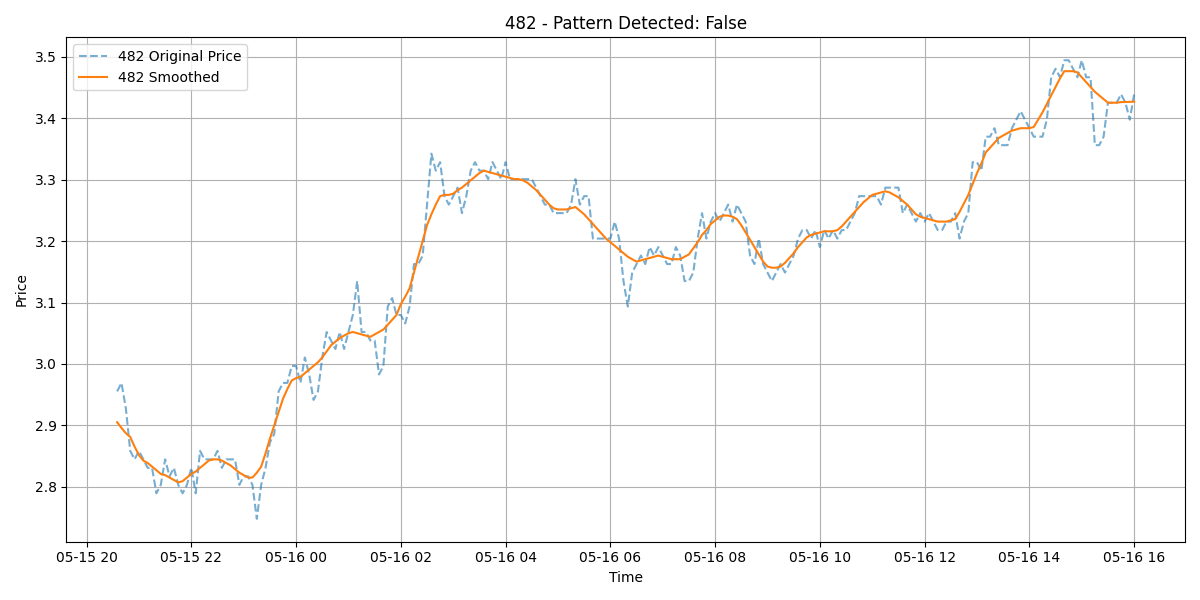 482 - Pattern Detected: False
482 Original Price
482 Smoothed
Price
3.5
3.4
3.3
3.2
3.1
3.0
2.9
2.8
05-15 20 05-15 22 05-16 00 05-16 02 05-16 04 05-16 06 05-16 08 05-16 10 05-16 12 05-16 14 05-16 16
Time